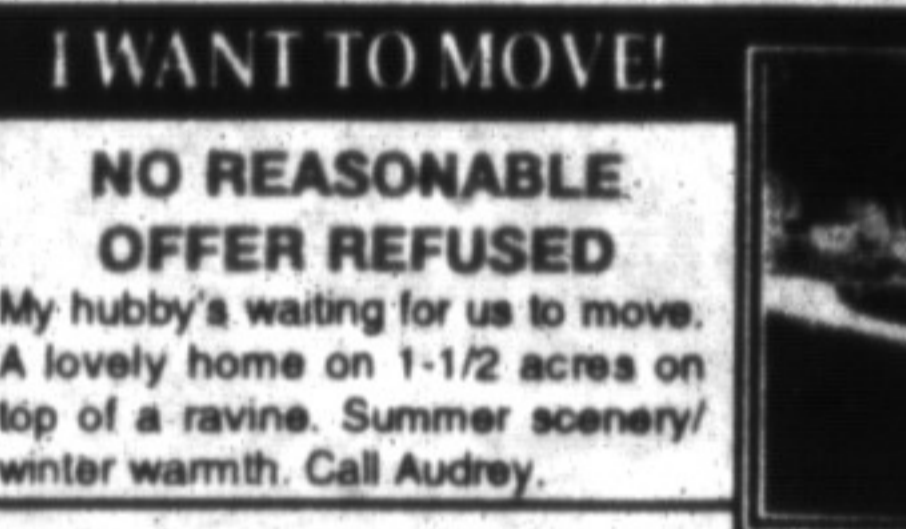 I WANT TO MOVE!
NO REASONABLE
OFFER REFUSED
My hubby's waiting for us to move.
A lovely home on 1-1/2 acres on
top of a ravine. Summer scenery/
winter warmth. Call Audrey.